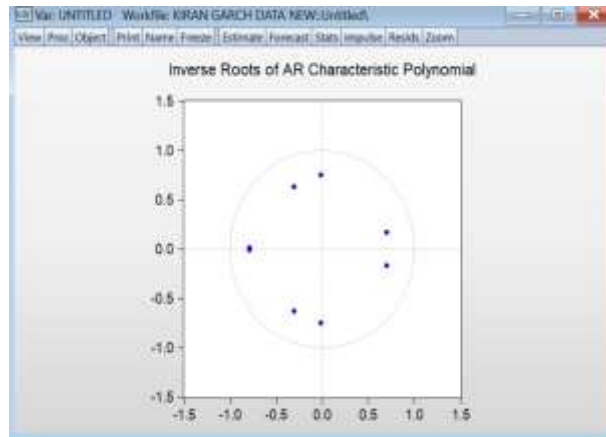 Var: UNTITLED Workfile: KIRAN GARCH DATA NEW::Untitled\
View Proc Object Print Name Freeze Estimate Forecast Stats Impulse Resids Zoom
Inverse Roots of AR Characteristic Polynomial
1.5
1.0
0.5
0.0
-0.5
-1.0
-1.5
-1.5 -1.0 -0.5 0.0 0.5 1.0 1.5